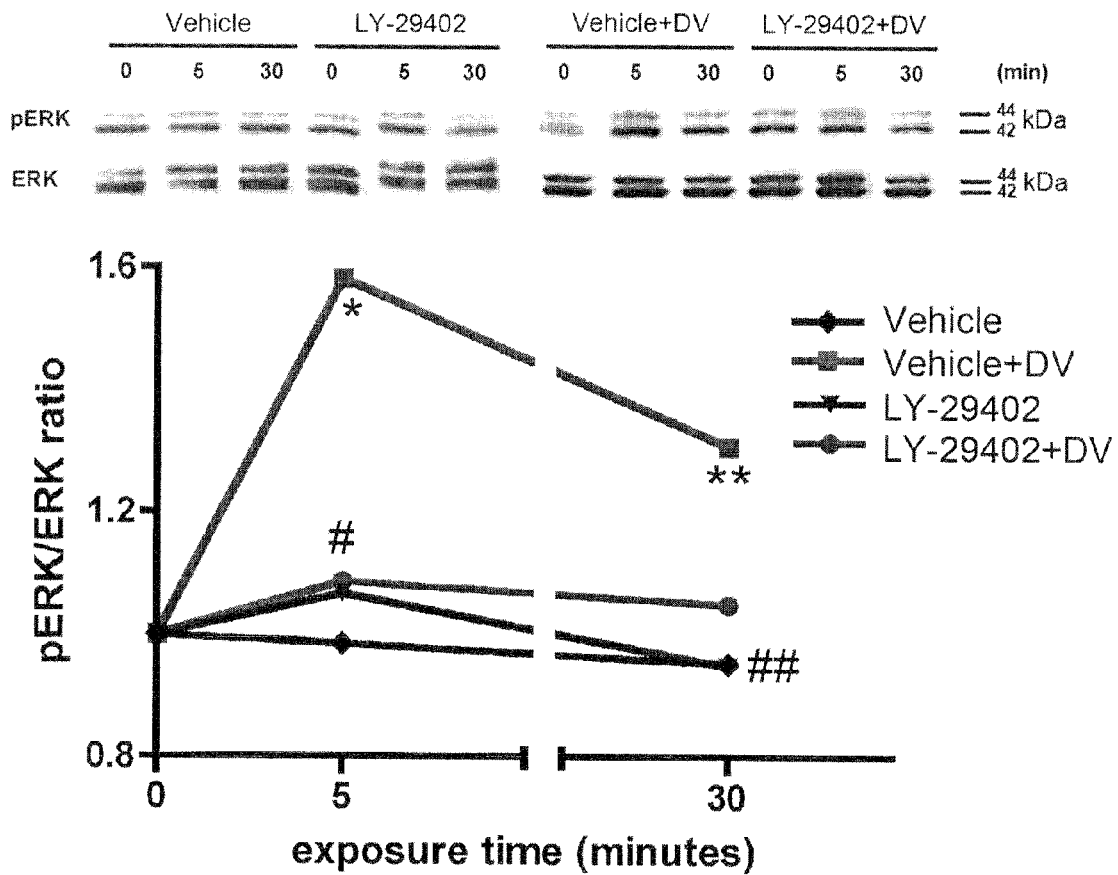 Vehicle LY-29402 Vehicle+DV LY-29402+DV
0 5 30 0 5 30 0 5 30 0 5 30 (min)
pERK 44 kDa
42
ERK 44 kDa
42
1.6
1.2
0.8
pERK/ERK ratio
*
**
#
##
Vehicle
Vehicle+DV
LY-29402
LY-29402+DV
0 5 30
exposure time (minutes)